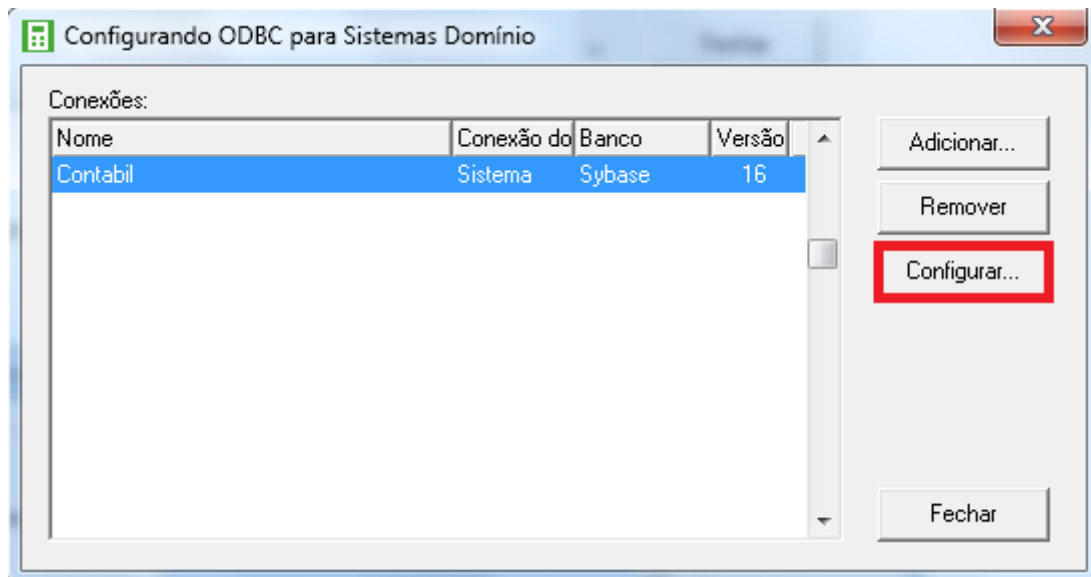 Configurando ODBC para Sistemas Domínio
Conexões:
Nome Conexão do Banco Versão
Contabil Sistema Sybase 16
Adicionar...
Remover
Configurar...
Fechar